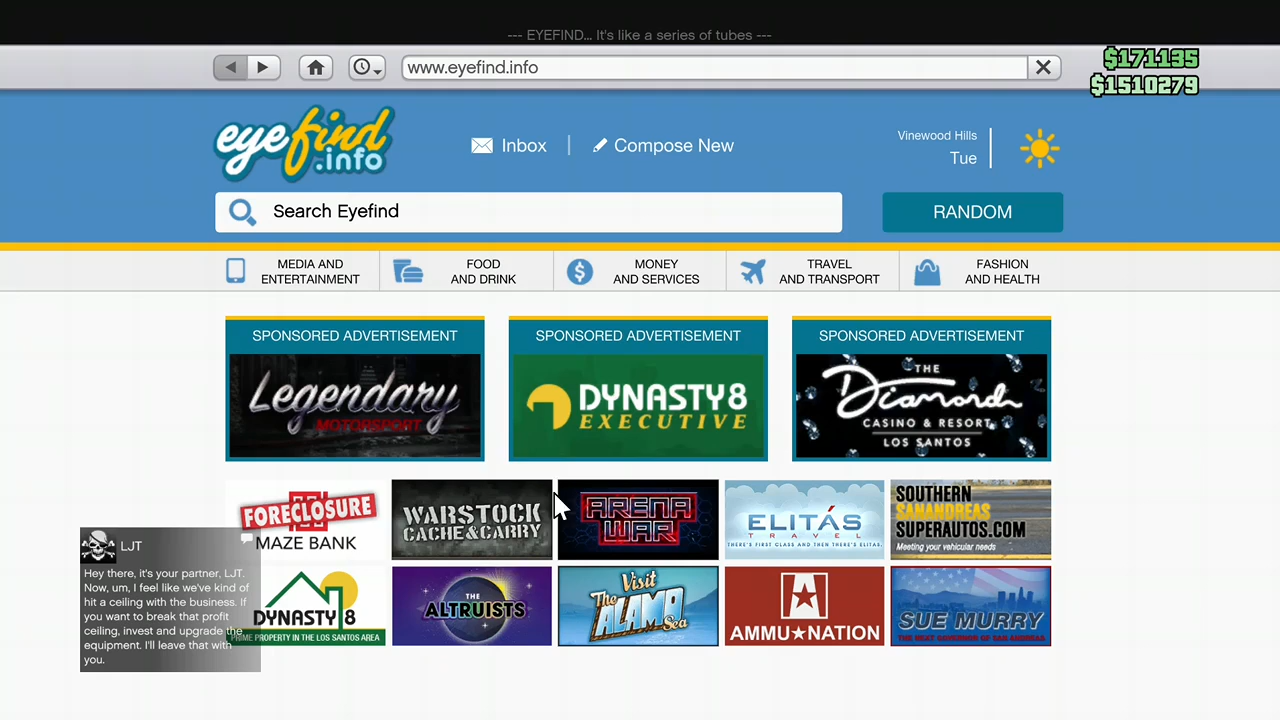 --- EYEFIND... It's like a series of tubes ---
www.eyefind.info
$171135
$1510279
eyefind
.info
Inbox
Compose New
Vinewood Hills
Tue
Search Eyefind
RANDOM
MEDIA AND
ENTERTAINMENT
FOOD
AND DRINK
MONEY
AND SERVICES
TRAVEL
AND TRANSPORT
FASHION
AND HEALTH
SPONSORED ADVERTISEMENT
Legendary
MOTORSPORT
SPONSORED ADVERTISEMENT
DYNASTY8
EXECUTIVE
SPONSORED ADVERTISEMENT
THE
Diamond
CASINO & RESORT
LOS SANTOS
FORECLOSURE
MAZE BANK
WARSTOCK
CACHE&CARRY
ARENA
WAR
ELITÁS
TRAVEL
THERE'S FIRST CLASS AND THEN THERE'S ELITAS.
SOUTHERN
SANANDREAS
SUPERAUTOS.COM
Meeting your vehicular needs
DYNASTY 8
PRIME PROPERTY IN THE LOS SANTOS AREA
THE
ALTRUISTS
Visit
The
ALAMO
Sea
AMMU★NATION
SUE MURRY
THE NEXT GOVERNOR OF SAN ANDREAS
LJT
Hey there, it's your partner, LJT.
Now, um, I feel like we've kind of
hit a ceiling with the business. If
you want to break that profit
ceiling, invest and upgrade the
equipment. I'll leave that with
you.